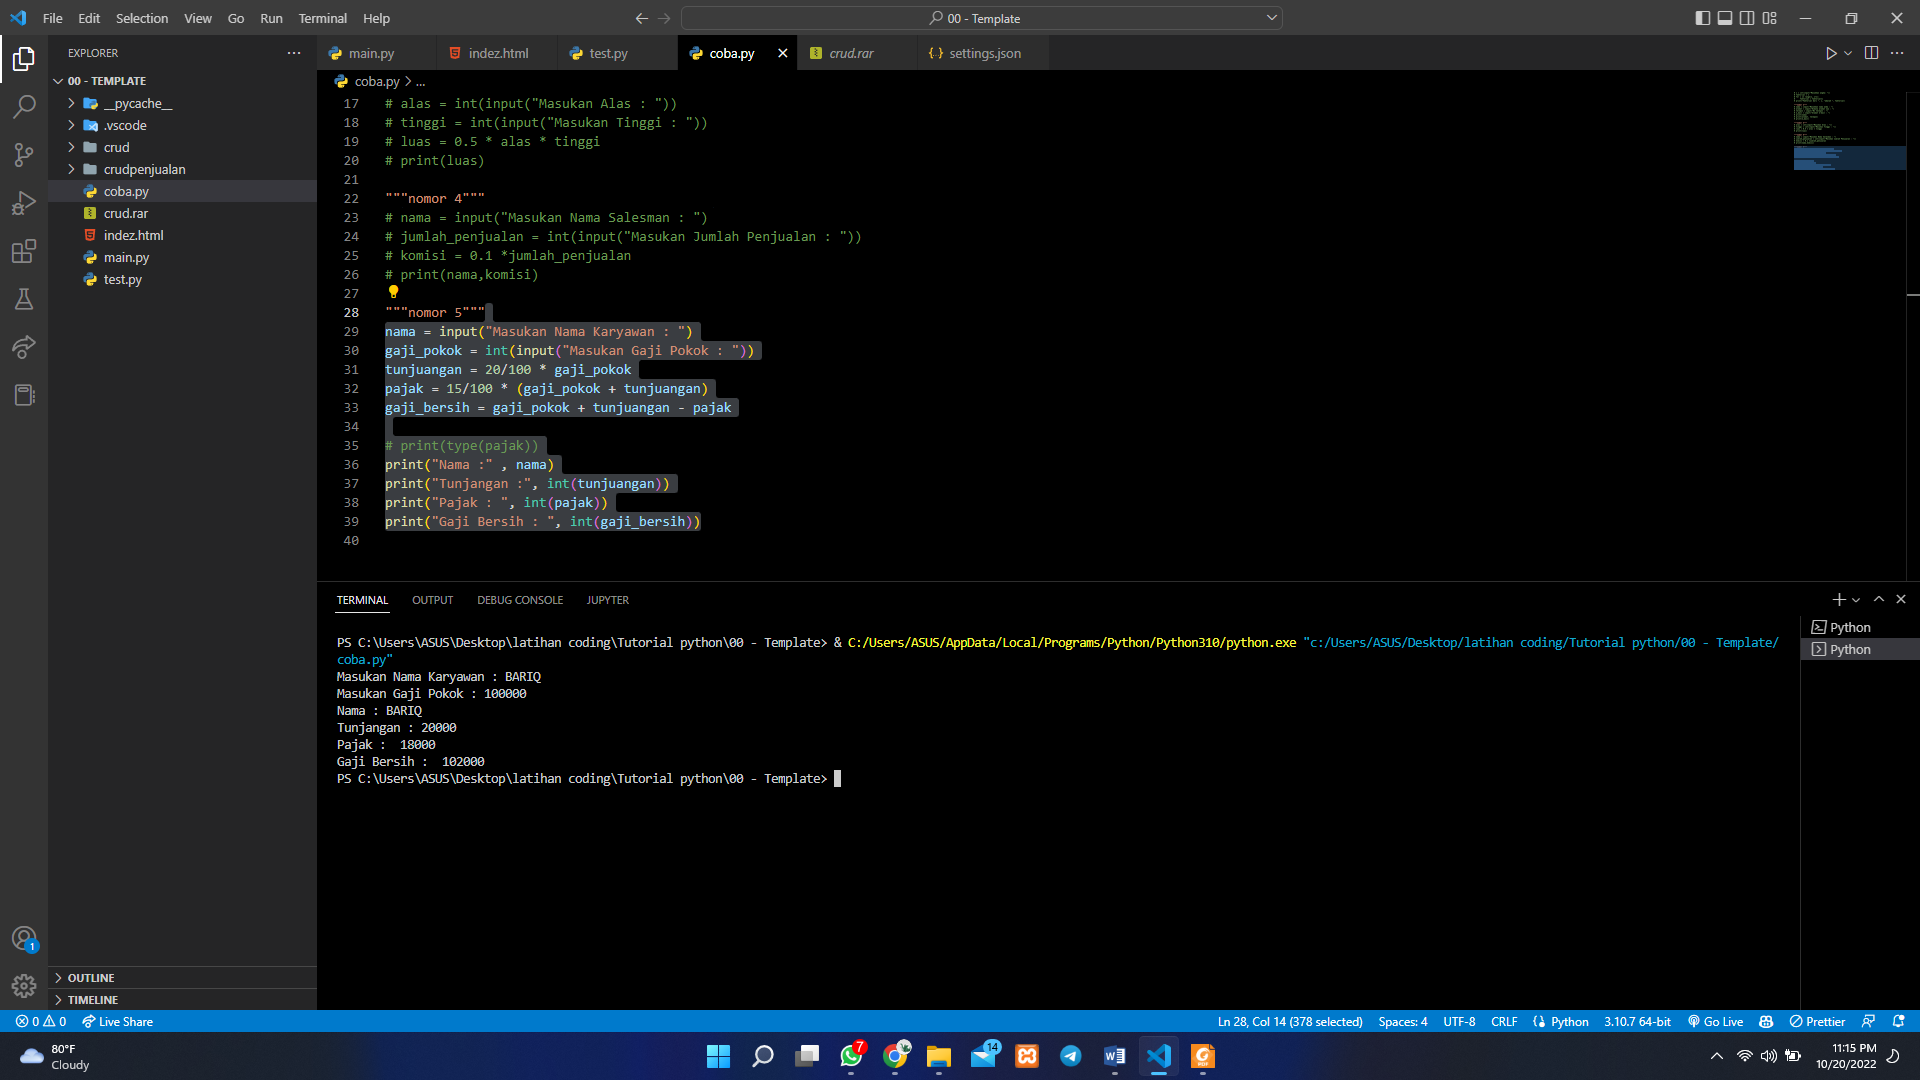 File Edit Selection View Go Run Terminal Help
00 - Template
EXPLORER
00 - TEMPLATE
__pycache__
.vscode
crud
crudpenjualan
coba.py
crud.rar
indez.html
main.py
test.py
OUTLINE
TIMELINE
main.py indez.html test.py coba.py crud.rar settings.json
coba.py > ...
17 # alas = int(input("Masukan Alas : "))
18 # tinggi = int(input("Masukan Tinggi : "))
19 # luas = 0.5 * alas * tinggi
20 # print(luas)
21
22 """nomor 4"""
23 # nama = input("Masukan Nama Salesman : ")
24 # jumlah_penjualan = int(input("Masukan Jumlah Penjualan : "))
25 # komisi = 0.1 *jumlah_penjualan
26 # print(nama,komisi)
27
28 """nomor 5"""
29 nama = input("Masukan Nama Karyawan : ")
30 gaji_pokok = int(input("Masukan Gaji Pokok : "))
31 tunjuangan = 20/100 * gaji_pokok
32 pajak = 15/100 * (gaji_pokok + tunjuangan)
33 gaji_bersih = gaji_pokok + tunjuangan - pajak
34
35 # print(type(pajak))
36 print("Nama :" , nama)
37 print("Tunjangan :", int(tunjuangan))
38 print("Pajak : ", int(pajak))
39 print("Gaji Bersih : ", int(gaji_bersih))
40
TERMINAL OUTPUT DEBUG CONSOLE JUPYTER
PS C:\Users\ASUS\Desktop\latihan coding\Tutorial python\00 - Template> & C:/Users/ASUS/AppData/Local/Programs/Python/Python310/python.exe "c:/Users/ASUS/Desktop/latihan coding/Tutorial python/00 - Template/
coba.py"
Masukan Nama Karyawan : BARIQ
Masukan Gaji Pokok : 100000
Nama : BARIQ
Tunjangan : 20000
Pajak :  18000
Gaji Bersih :  102000
PS C:\Users\ASUS\Desktop\latihan coding\Tutorial python\00 - Template>
Python
Python
1
0 0 Live Share
Ln 28, Col 14 (378 selected) Spaces: 4 UTF-8 CRLF Python 3.10.7 64-bit Go Live Prettier
80°F
Cloudy
7
14
11:15 PM
10/20/2022